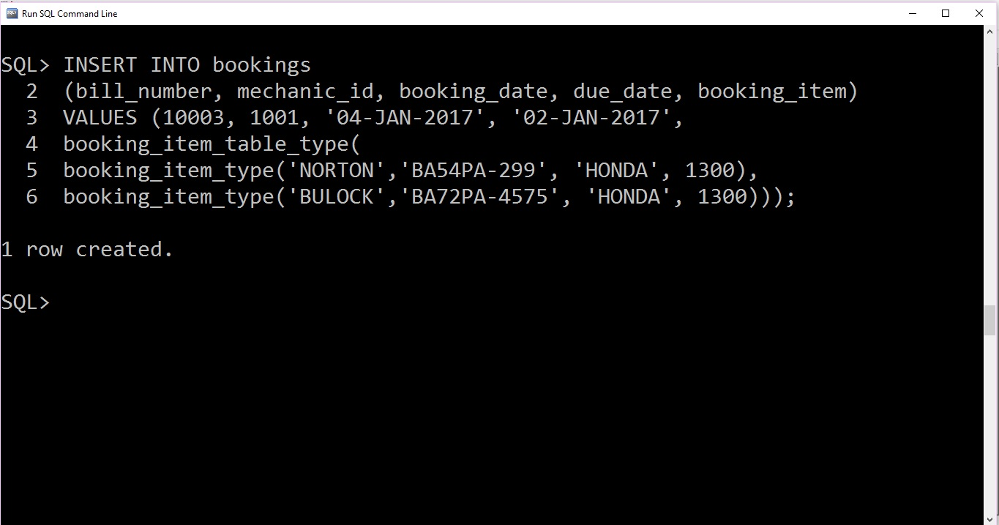 Run SQL Command Line
SQL> INSERT INTO bookings
2 (bill_number, mechanic_id, booking_date, due_date, booking_item)
3 VALUES (10003, 1001, '04-JAN-2017', '02-JAN-2017',
4 booking_item_table_type(
5 booking_item_type('NORTON','BA54PA-299', 'HONDA', 1300),
6 booking_item_type('BULOCK','BA72PA-4575', 'HONDA', 1300)));
1 row created.
SQL>